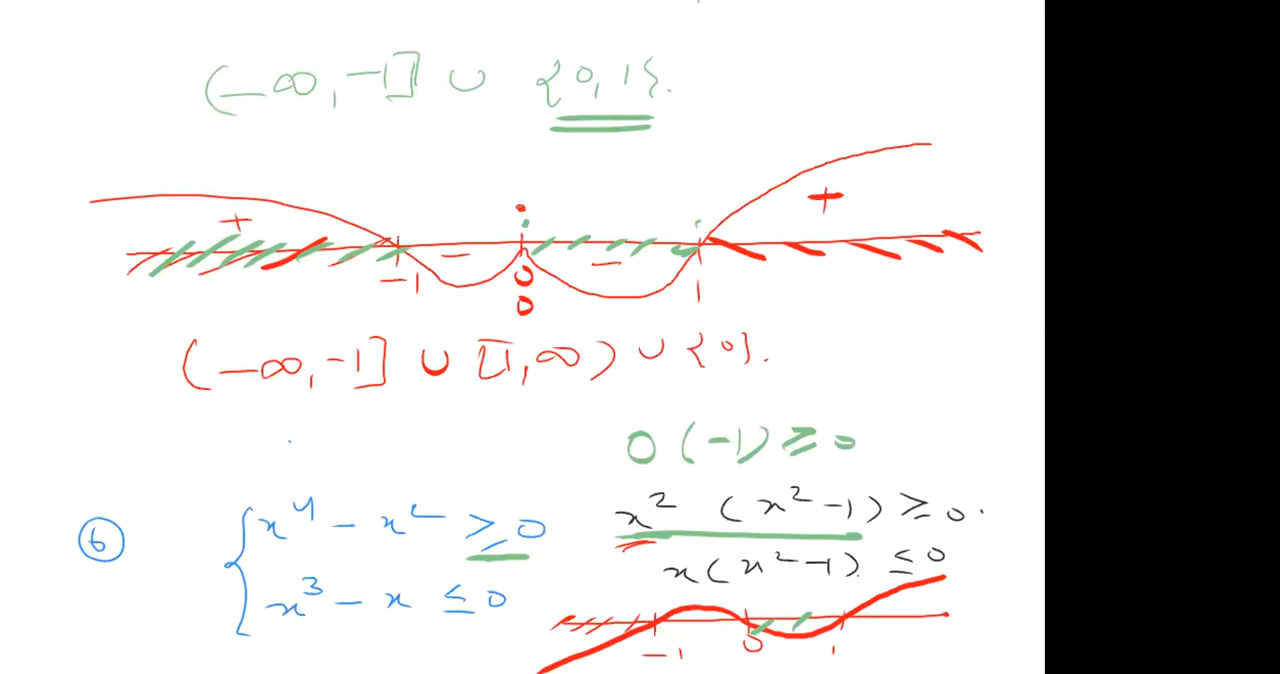 (-∞, -1] ∪ {0, 1}.
+ - - +
-1 0 1
0
(-∞, -1] ∪ [1, ∞) ∪ {0}.
0 (-1) ≥ 0
⑥ { x⁴ - x² ≥ 0 x² (x² - 1) ≥ 0.
x³ - x ≤ 0 x(x² - 1) ≤ 0
-1 0 1